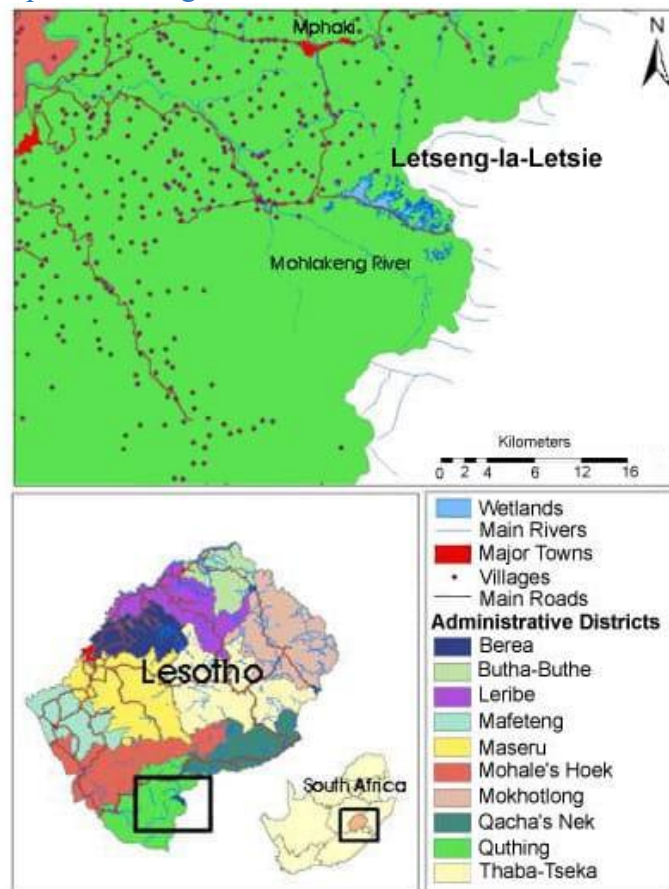 Mphaki
N
Letseng-la-Letsie
Mohlakeng River
Kilometers
0 2 4 6 12 16
Lesotho
South Africa
Wetlands
Main Rivers
Major Towns
Villages
Main Roads
Administrative Districts
Berea
Butha-Buthe
Leribe
Mafeteng
Maseru
Mohale's Hoek
Mokhotlong
Qacha's Nek
Quthing
Thaba-Tseka